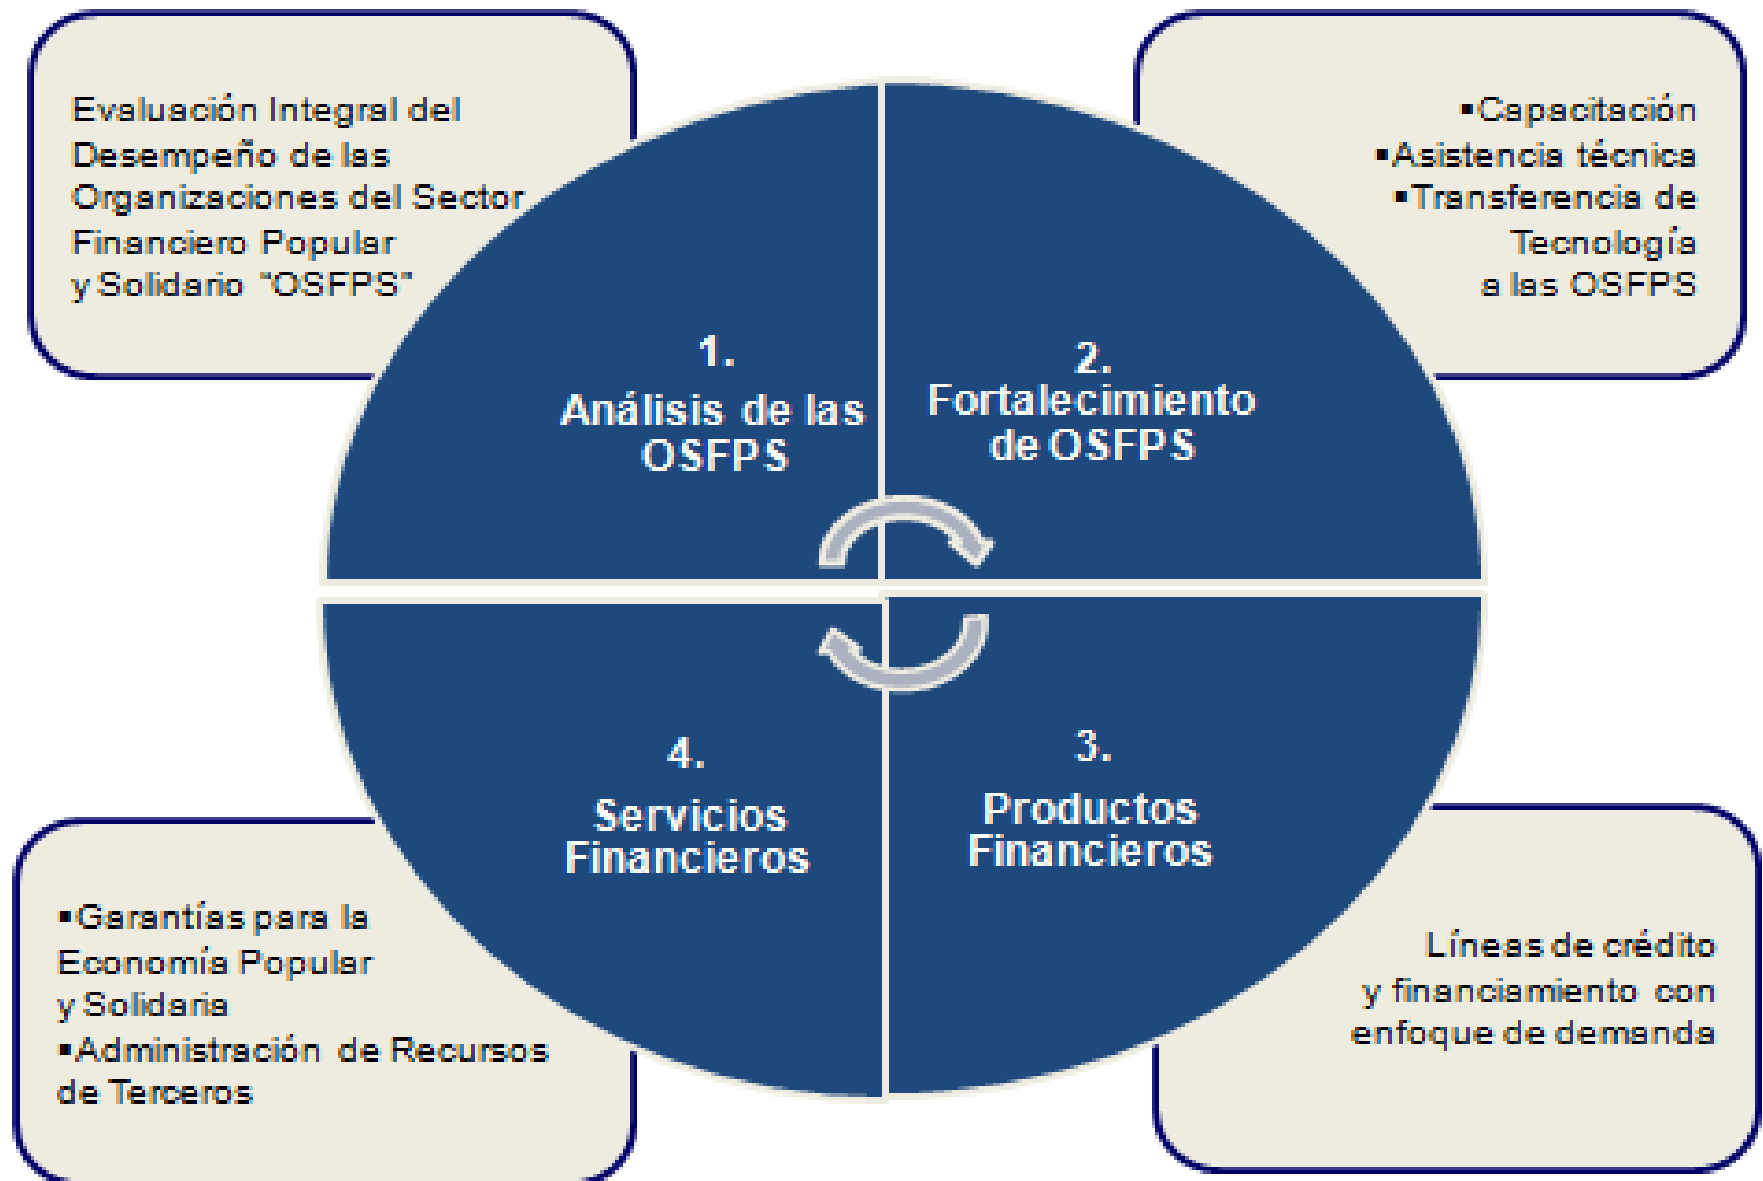 Evaluación Integral del
Desempeño de las
Organizaciones del Sector
Financiero Popular
y Solidario "OSFPS"
▪Capacitación
▪Asistencia técnica
▪Transferencia de
Tecnología
a las OSFPS
1.
Análisis de las
OSFPS
2.
Fortalecimiento
de OSFPS
4.
Servicios
Financieros
3.
Productos
Financieros
▪Garantías para la
Economía Popular
y Solidaria
▪Administración de Recursos
de Terceros
Líneas de crédito
y financiamiento con
enfoque de demanda